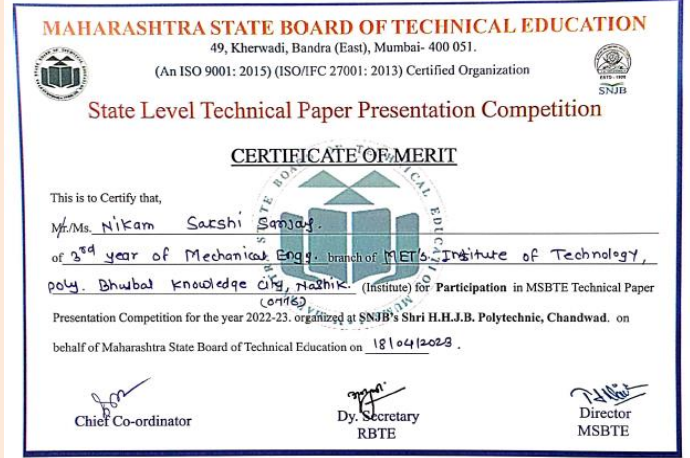 MAHARASHTRA STATE BOARD OF TECHNICAL EDUCATION
49, Kherwadi, Bandra (East), Mumbai- 400 051.
(An ISO 9001: 2015) (ISO/IFC 27001: 2013) Certified Organization
ESTD - 1928
SNJB
State Level Technical Paper Presentation Competition
CERTIFICATE OF MERIT
This is to Certify that,
Mr./Ms. Nikam Sakshi Sanjay.
of 3rd year of Mechanical Engg. branch of MET's Institute of Technology,
poly. Bhujbal Knowledge city, Nashik. (Institute) for Participation in MSBTE Technical Paper
(0776)
Presentation Competition for the year 2022-23. organized at SNJB's Shri H.H.J.B. Polytechnic, Chandwad. on
behalf of Maharashtra State Board of Technical Education on 18/04/2023.
Chief Co-ordinator
Dy. Secretary
RBTE
Director
MSBTE